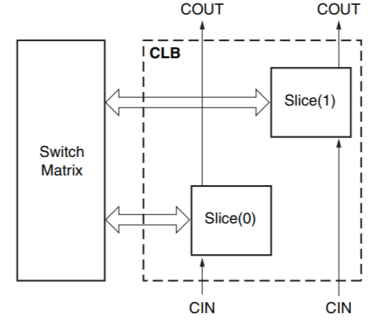 COUT COUT
CLB
Slice(1)
Switch
Matrix
Slice(0)
CIN CIN